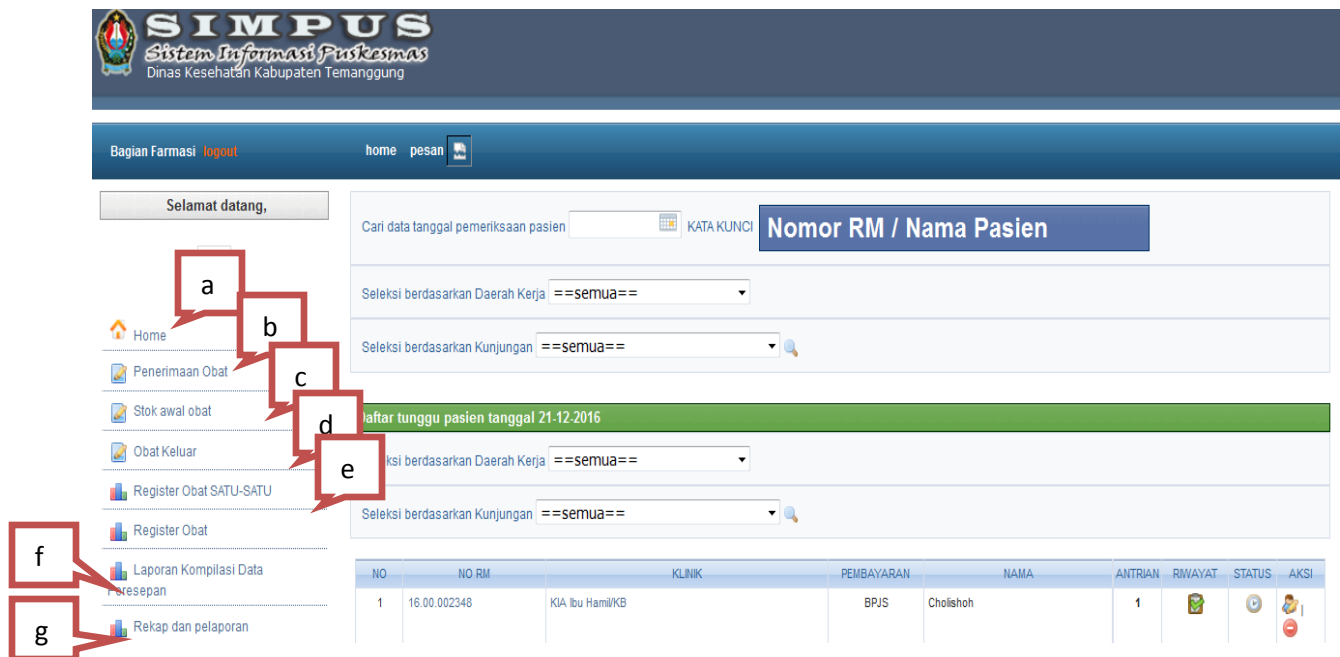 SIMPUS
Sistem Informasi Puskesmas
Dinas Kesehatan Kabupaten Temanggung
Bagian Farmasi logout home pesan
Selamat datang,
Cari data tanggal pemeriksaan pasien KATA KUNCI Nomor RM / Nama Pasien
Seleksi berdasarkan Daerah Kerja ==semua==
Seleksi berdasarkan Kunjungan ==semua==
a
Home
b
Penerimaan Obat
c
Stok awal obat
d
Obat Keluar
e
Register Obat SATU-SATU
Register Obat
f
Laporan Kompilasi Data
Peresepan
g
Rekap dan pelaporan
Daftar tunggu pasien tanggal 21-12-2016
Seleksi berdasarkan Daerah Kerja ==semua==
Seleksi berdasarkan Kunjungan ==semua==
NO NO RM KLINIK PEMBAYARAN NAMA ANTRIAN RIWAYAT STATUS AKSI
1 16.00.002348 KIA Ibu Hamil/KB BPJS Cholishoh 1 |